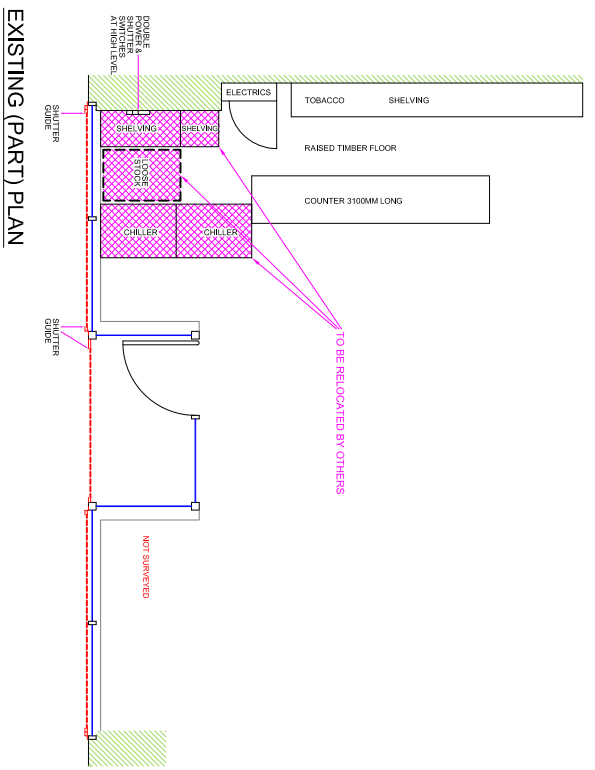 EXISTING (PART) PLAN
DOUBLE
POWER &
SHUTTER
SWITCHES
AT HIGH LEVEL
SHUTTER
GUIDE
SHUTTER
GUIDE
ELECTRICS
TOBACCO SHELVING
SHELVING
SHELVING
RAISED TIMBER FLOOR
LOOSE
STOCK
COUNTER 3100MM LONG
CHILLER
CHILLER
TO BE RELOCATED BY OTHERS
NOT SURVEYED